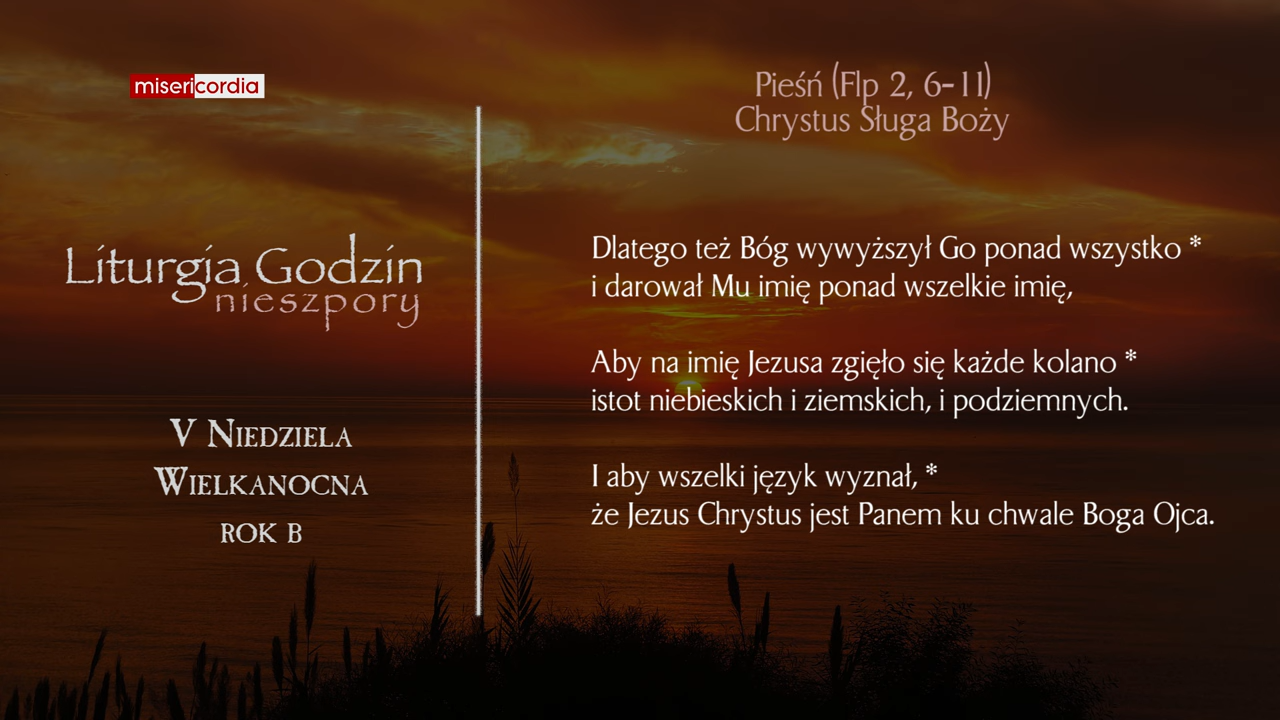 misericordia
Liturgia Godzin
nieszpory
V Niedziela
Wielkanocna
rok B
Pieśń (Flp 2, 6-11)
Chrystus Sługa Boży
Dlatego też Bóg wywyższył Go ponad wszystko *
i darował Mu imię ponad wszelkie imię,
Aby na imię Jezusa zgięło się każde kolano *
istot niebieskich i ziemskich, i podziemnych.
I aby wszelki język wyznał, *
że Jezus Chrystus jest Panem ku chwale Boga Ojca.